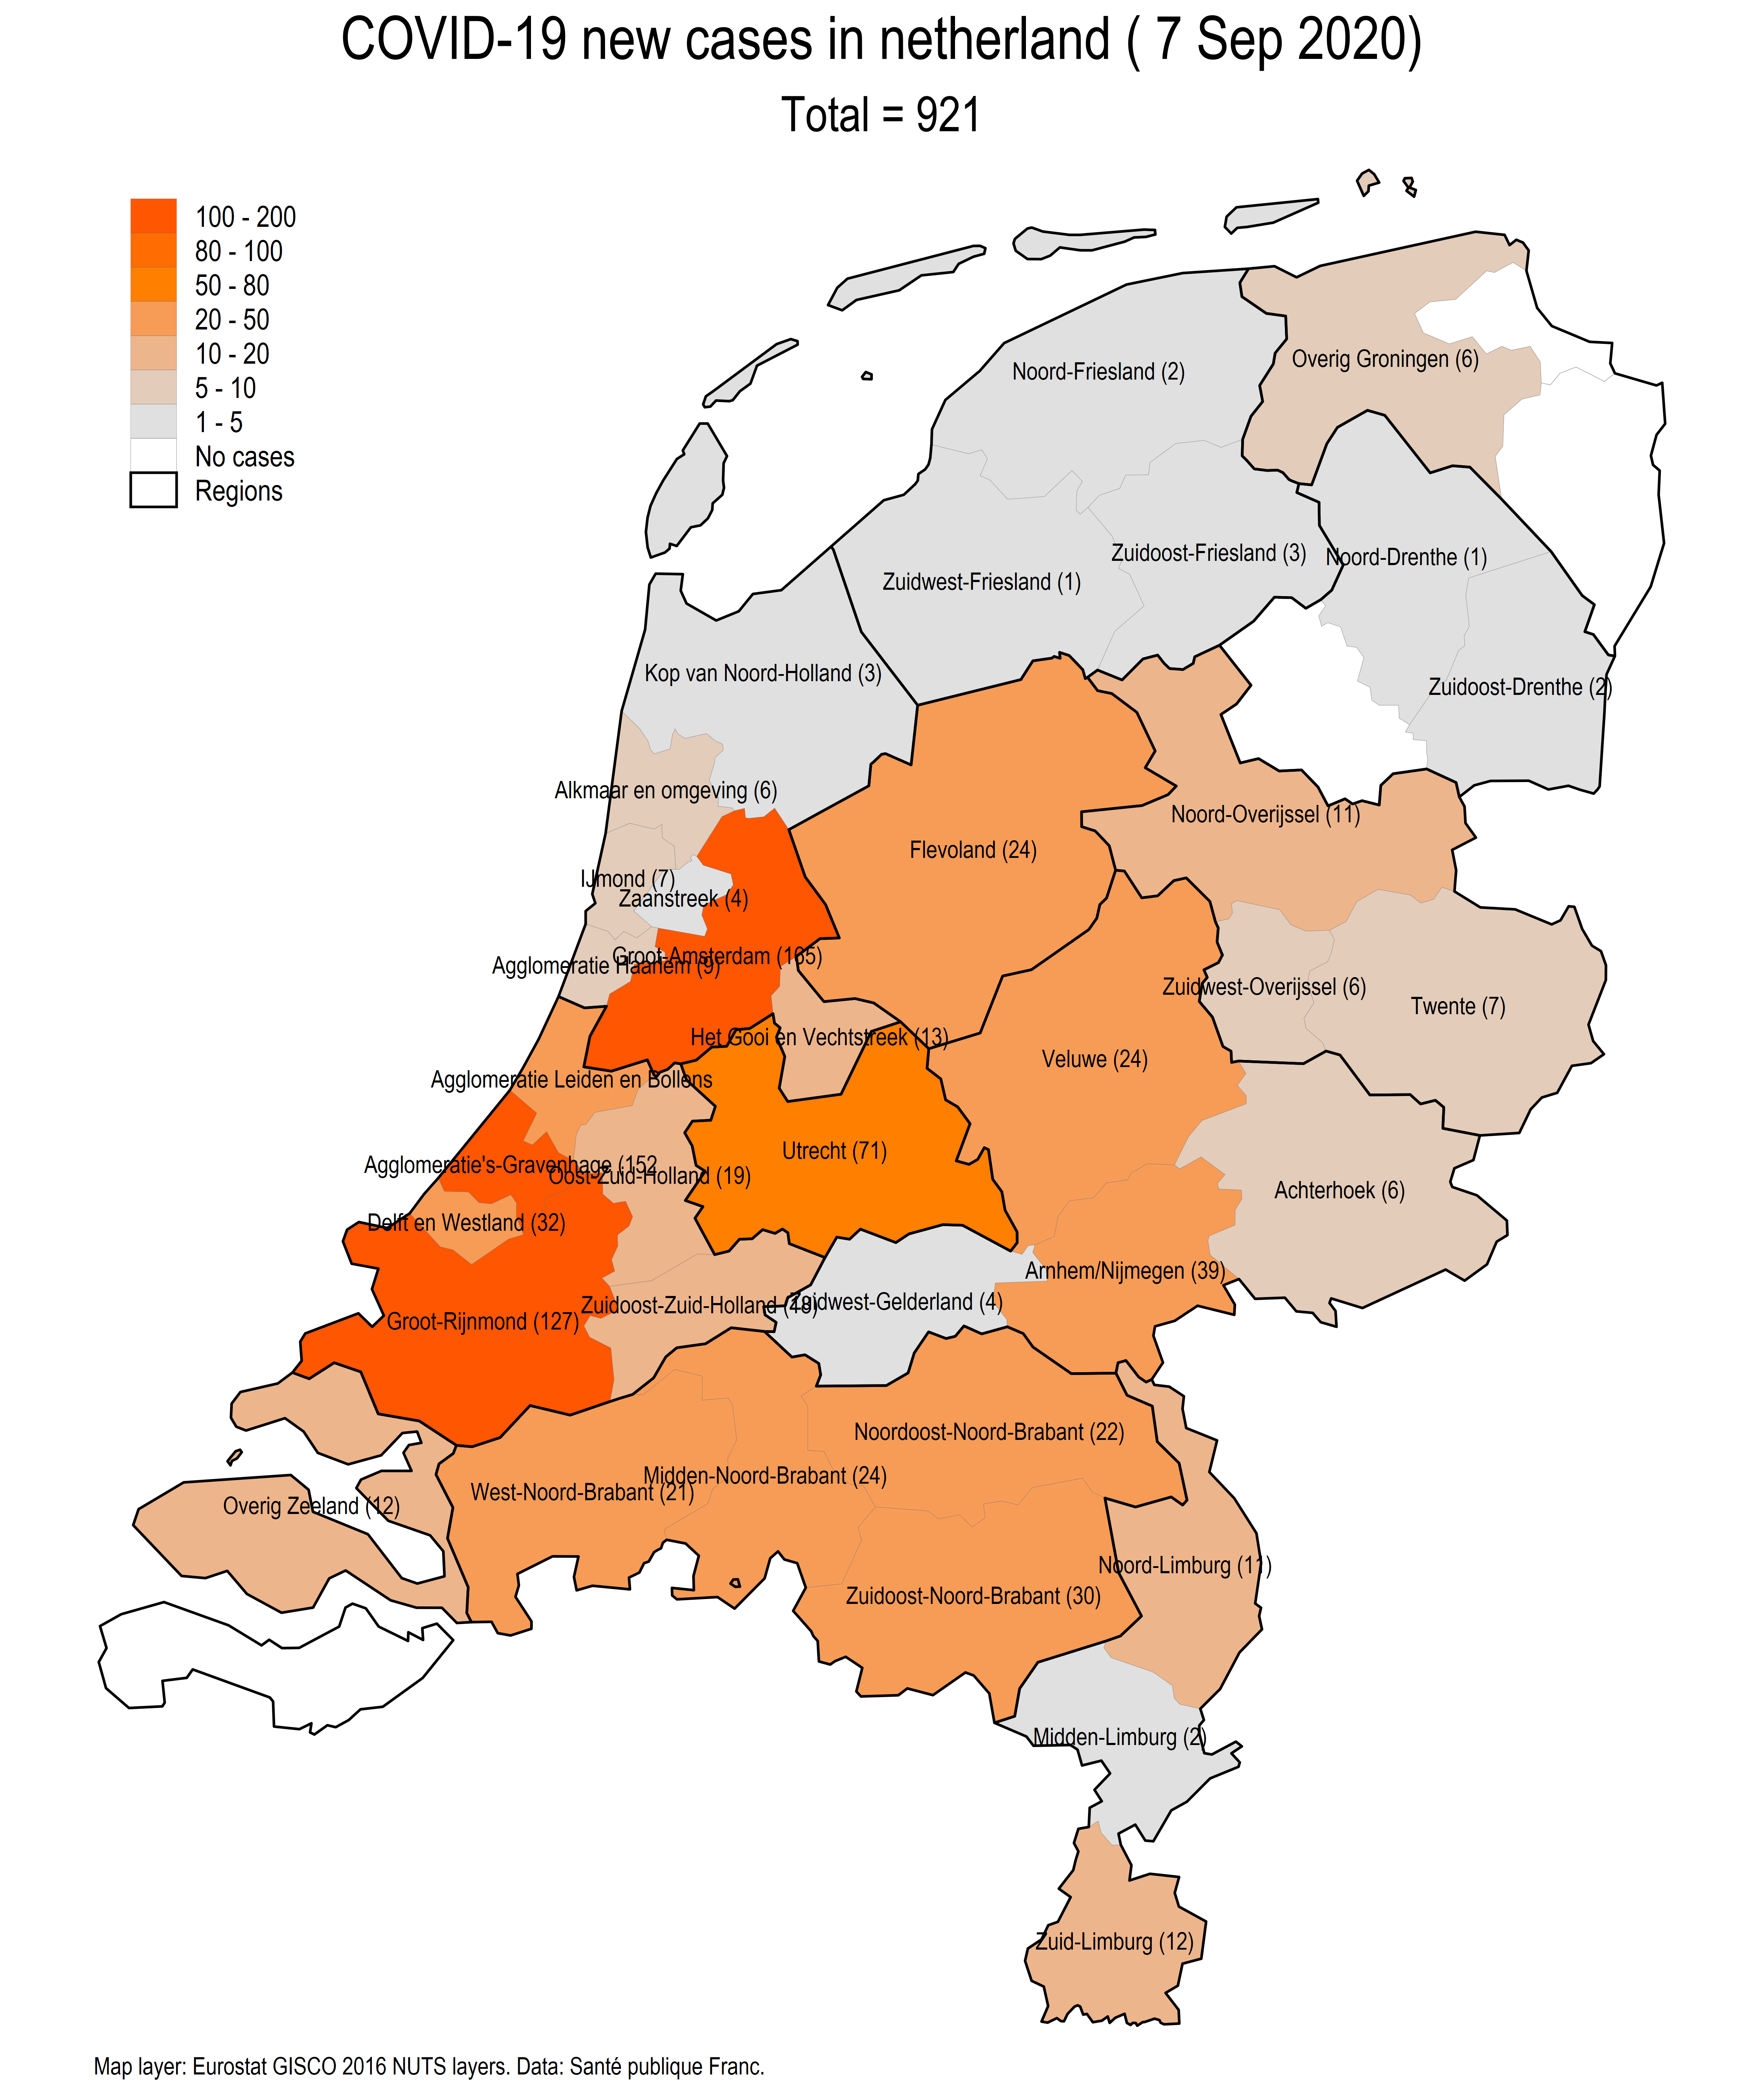 COVID-19 new cases in netherland ( 7 Sep 2020)
Total = 921
100 - 200
80 - 100
50 - 80
20 - 50
10 - 20
5 - 10
1 - 5
No cases
Regions
Overig Groningen (6)
Noord-Friesland (2)
Zuidoost-Friesland (3)
Noord-Drenthe (1)
Zuidwest-Friesland (1)
Kop van Noord-Holland (3)
Zuidoost-Drenthe (2)
Alkmaar en omgeving (6)
Noord-Overijssel (11)
Flevoland (24)
IJmond (7)
Zaanstreek (4)
Groot-Amsterdam (165)
Agglomeratie Haarlem (9)
Zuidwest-Overijssel (6)
Twente (7)
Het Gooi en Vechtstreek (13)
Veluwe (24)
Agglomeratie Leiden en Bollens
Utrecht (71)
Agglomeratie's-Gravenhage (152
Oost-Zuid-Holland (19)
Achterhoek (6)
Delft en Westland (32)
Arnhem/Nijmegen (39)
Zuidwest-Gelderland (4)
Zuidoost-Zuid-Holland (18)
Groot-Rijnmond (127)
Noordoost-Noord-Brabant (22)
Midden-Noord-Brabant (24)
West-Noord-Brabant (21)
Overig Zeeland (12)
Noord-Limburg (11)
Zuidoost-Noord-Brabant (30)
Midden-Limburg (2)
Zuid-Limburg (12)
Map layer: Eurostat GISCO 2016 NUTS layers. Data: Santé publique Franc.